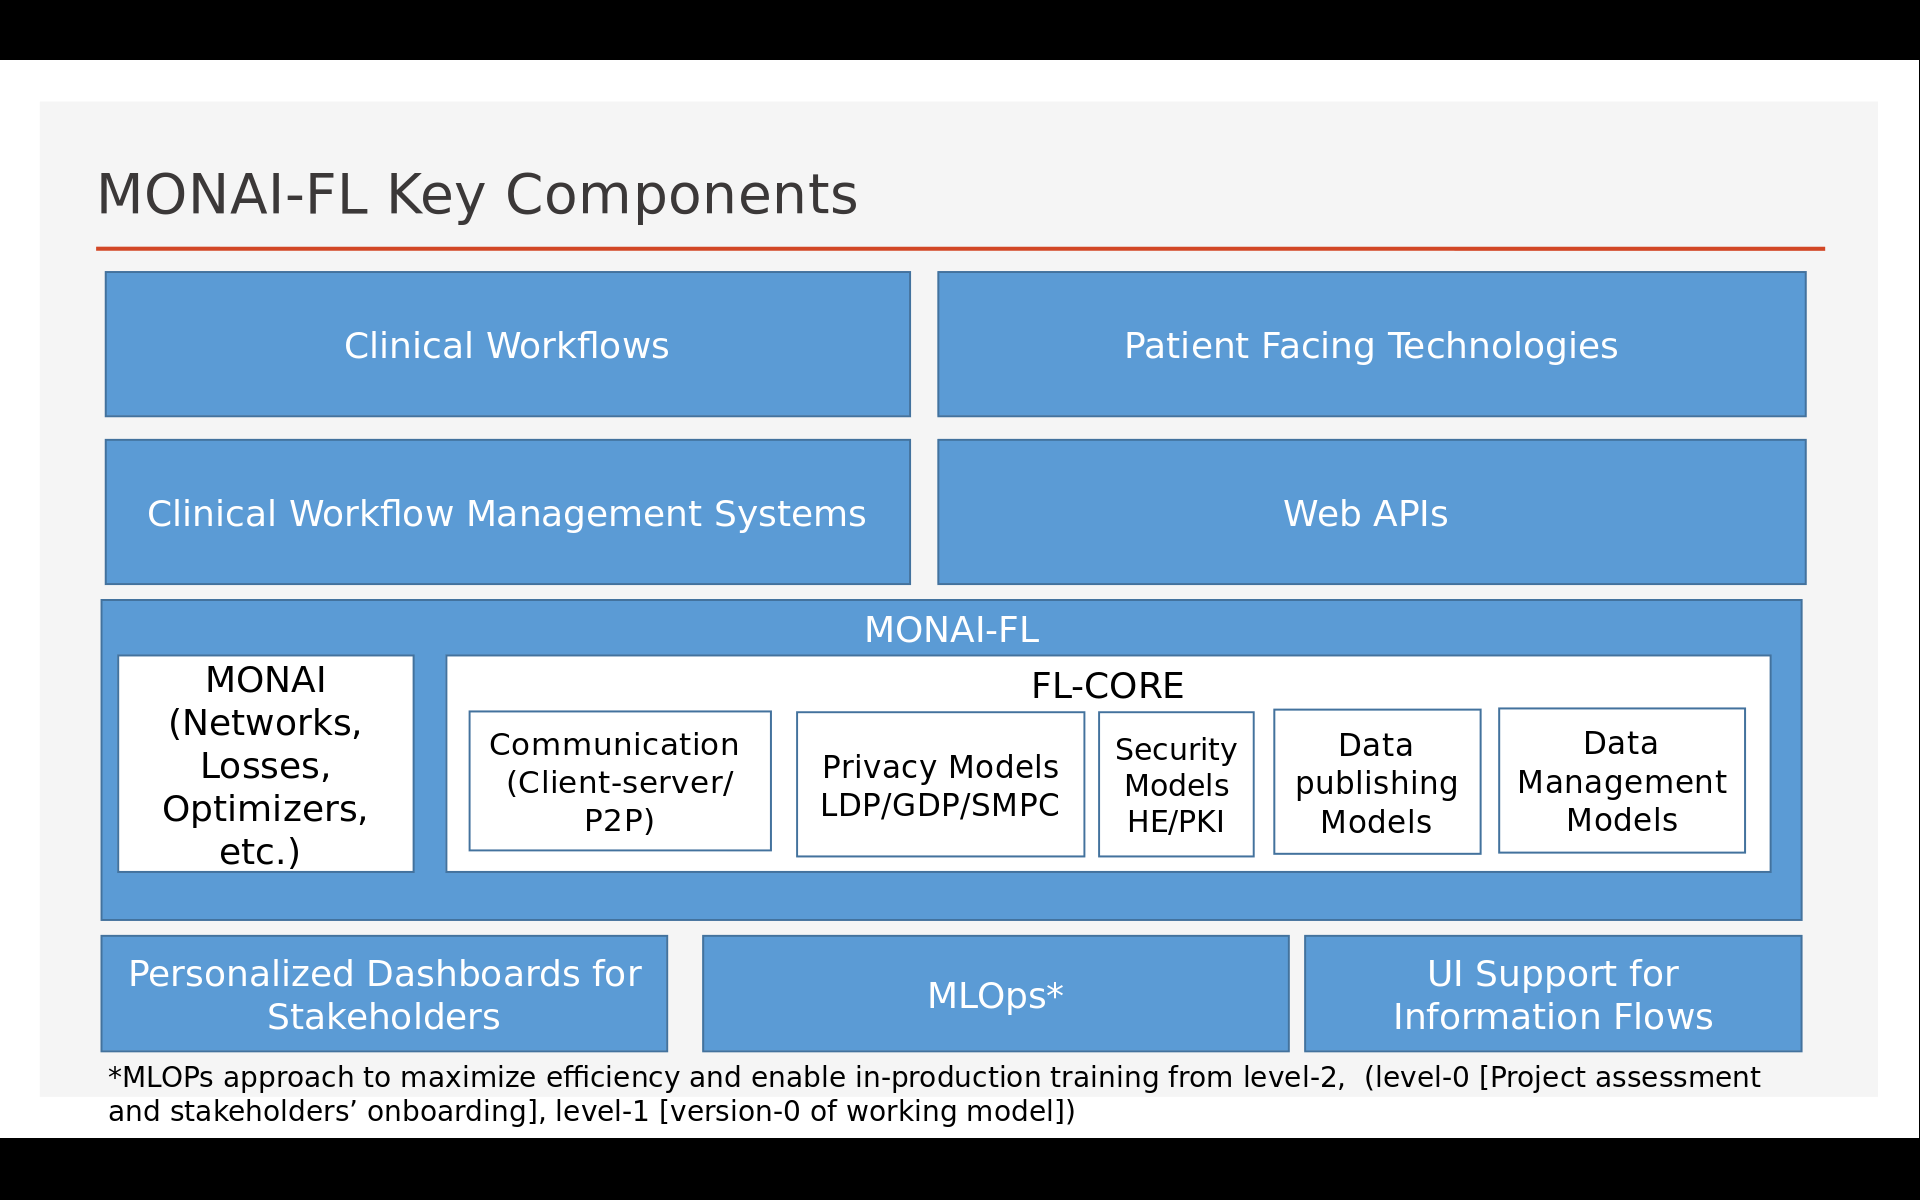 MONAI-FL Key Components
Clinical Workflows
Patient Facing Technologies
Clinical Workflow Management Systems
Web APIs
MONAI-FL
MONAI
(Networks,
Losses,
Optimizers,
etc.)
FL-CORE
Communication
(Client-server/
P2P)
Privacy Models
LDP/GDP/SMPC
Security
Models
HE/PKI
Data
publishing
Models
Data
Management
Models
Personalized Dashboards for
Stakeholders
MLOps*
UI Support for
Information Flows
*MLOPs approach to maximize efficiency and enable in-production training from level-2,  (level-0 [Project assessment
and stakeholders’ onboarding], level-1 [version-0 of working model])